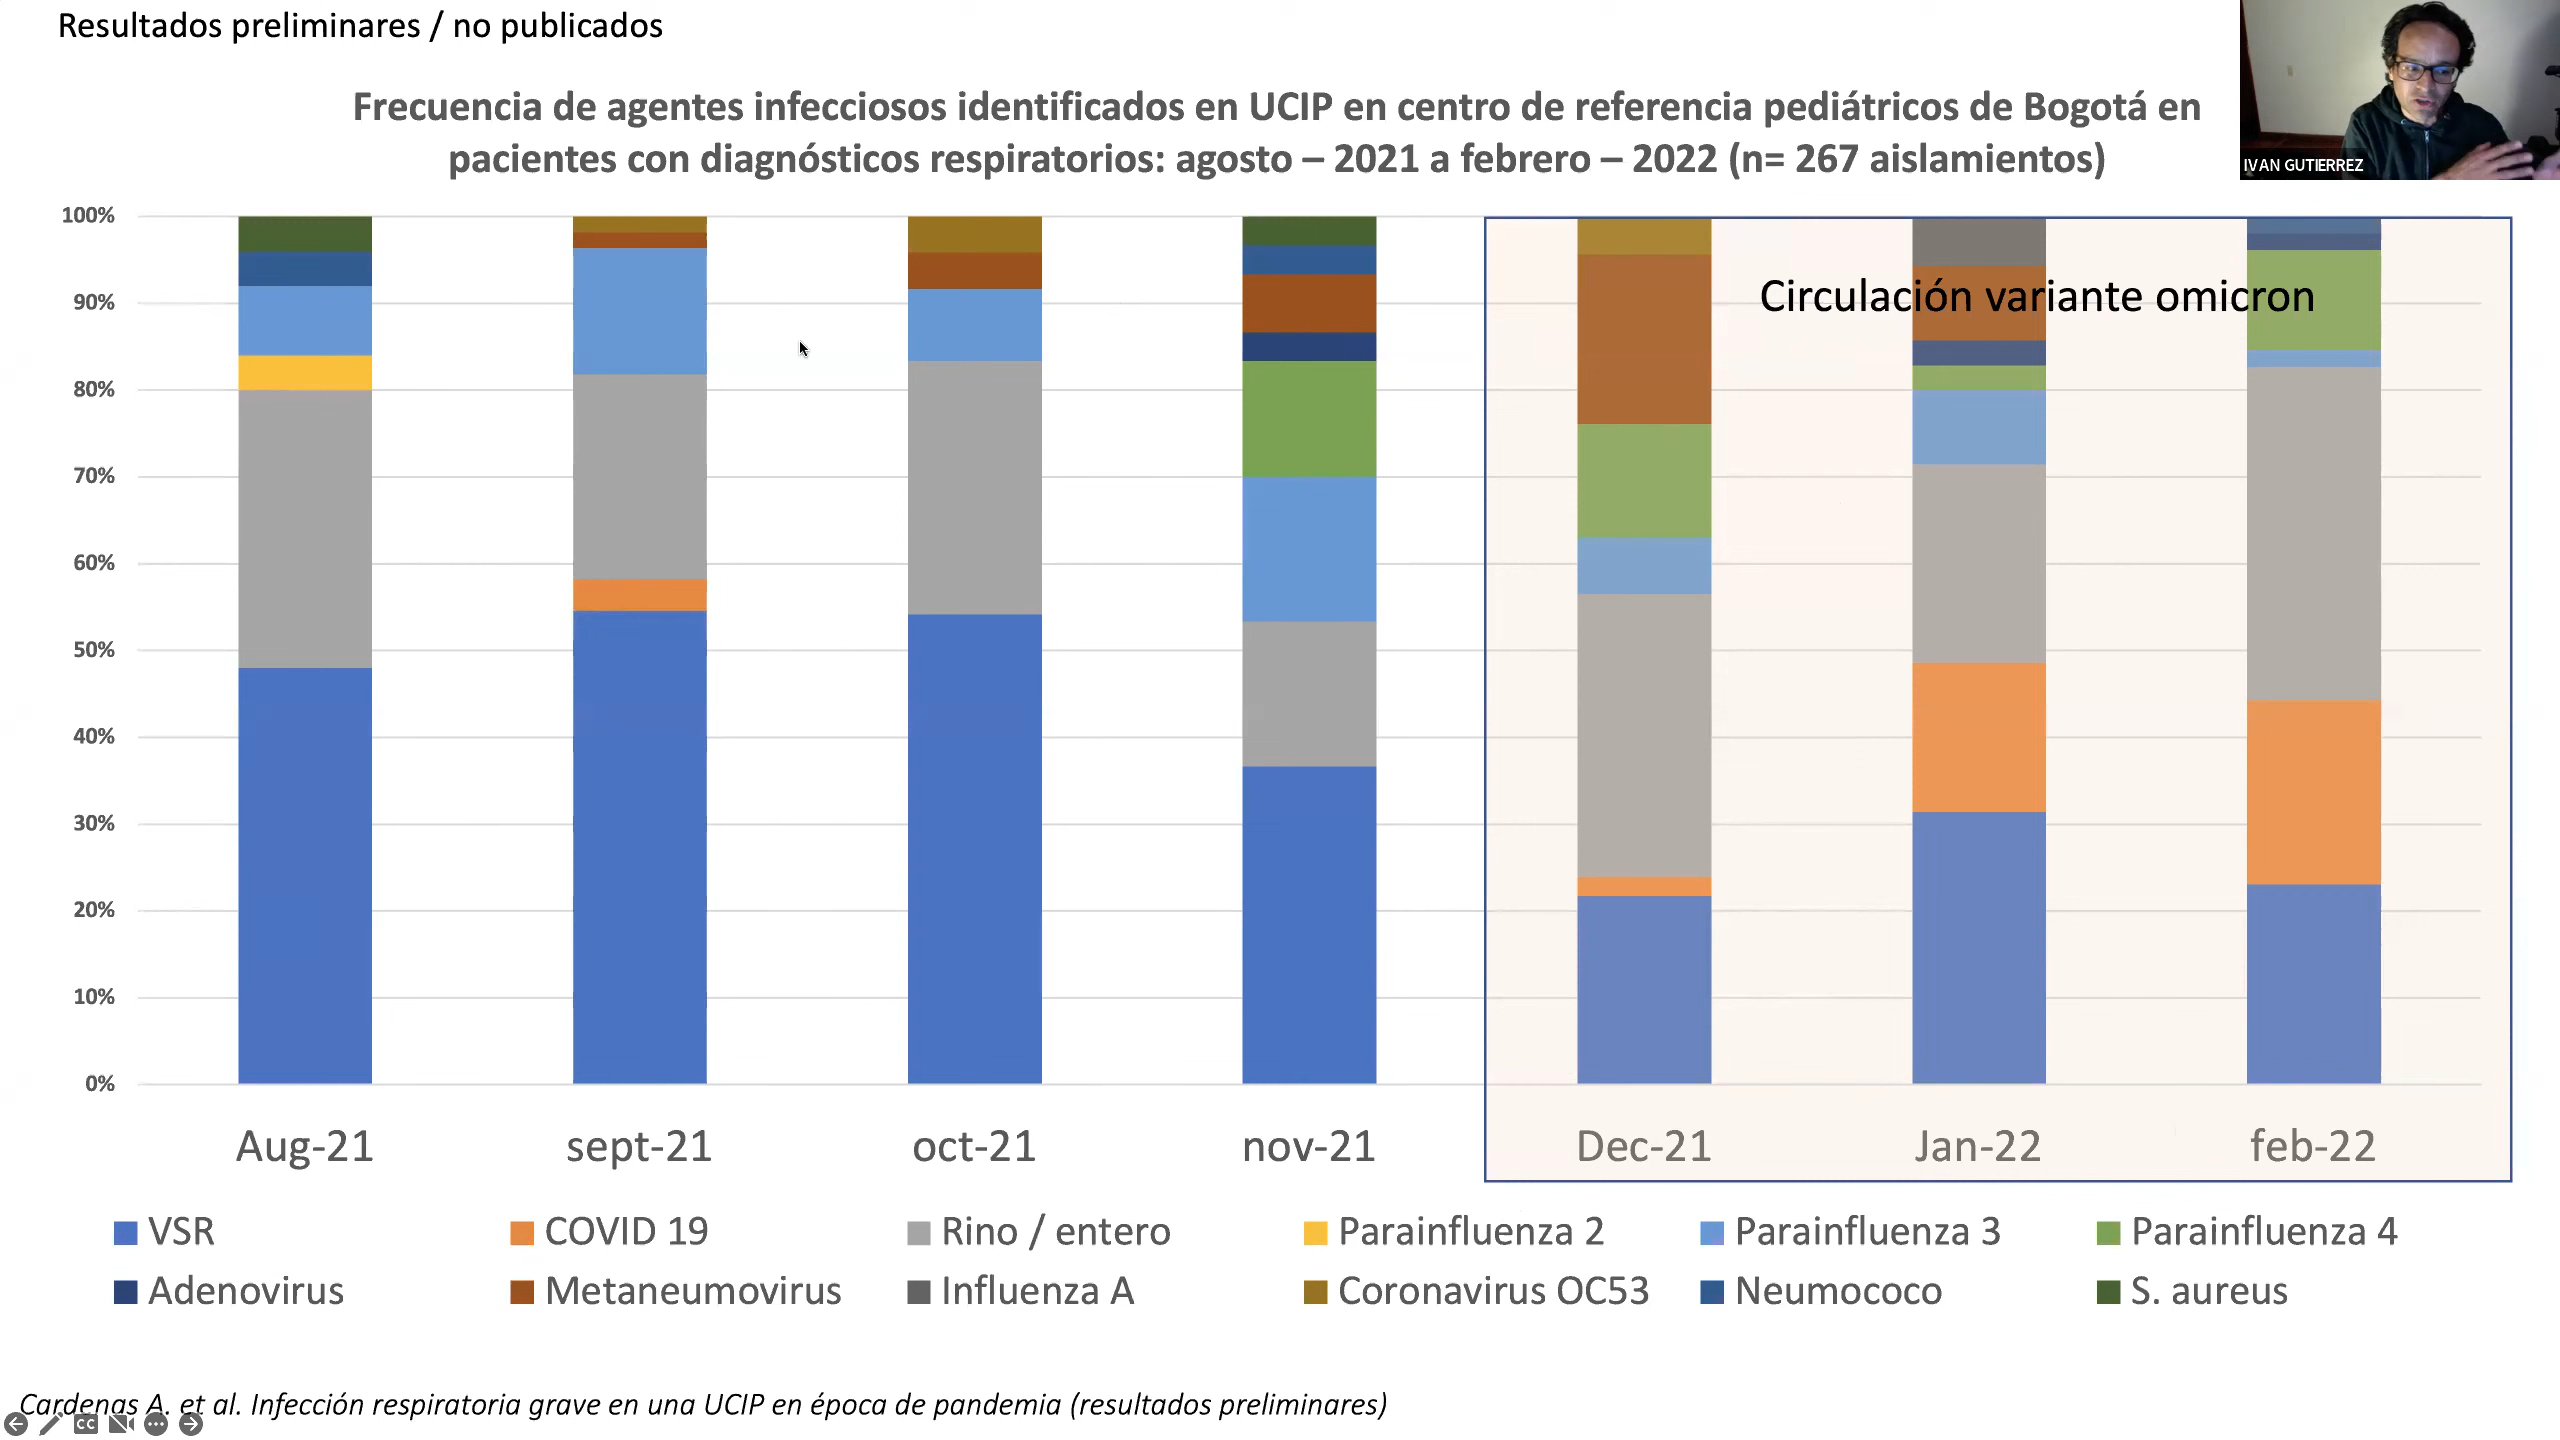 Resultados preliminares / no publicados
Frecuencia de agentes infecciosos identificados en UCIP en centro de referencia pediátricos de Bogotá en
pacientes con diagnósticos respiratorios: agosto – 2021 a febrero – 2022 (n= 267 aislamientos)
IVAN GUTIERREZ
100%
90%
80%
70%
60%
50%
40%
30%
20%
10%
0%
Circulación variante omicron
Aug-21 sept-21 oct-21 nov-21 Dec-21 Jan-22 feb-22
VSR COVID 19 Rino / entero Parainfluenza 2 Parainfluenza 3 Parainfluenza 4
Adenovirus Metaneumovirus Influenza A Coronavirus OC53 Neumococo S. aureus
Cardenas A. et al. Infección respiratoria grave en una UCIP en época de pandemia (resultados preliminares)
CC